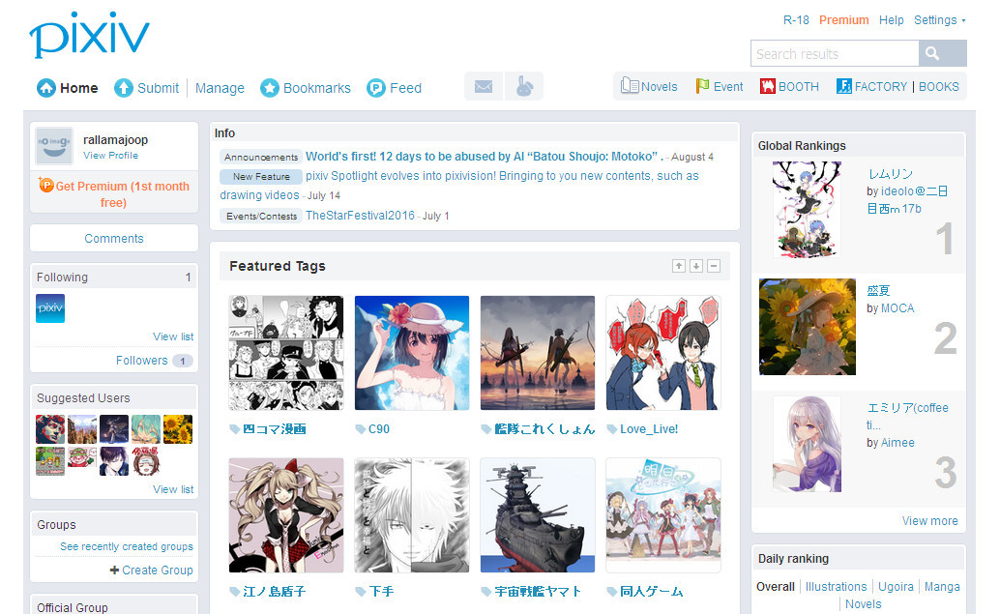 pixiv
R-18 Premium Help Settings
Search results
Home Submit Manage Bookmarks Feed
Novels Event BOOTH FACTORY | BOOKS
no image
rallamajoop
View Profile
Get Premium (1st month
free)
Comments
Following 1
pixiv
View list
Followers 1
Suggested Users
View list
Groups
See recently created groups
Create Group
Official Group
Info
Announcements World's first! 12 days to be abused by AI “Batou Shoujo: Motoko” . - August 4
New Feature pixiv Spotlight evolves into pixivision! Bringing to you new contents, such as
drawing videos - July 14
Events/Contests TheStarFestival2016 - July 1
Featured Tags
四コマ漫画 C90 艦隊これくしょん Love_Live!
江ノ島盾子 下手 宇宙戦艦ヤマト 同人ゲーム
Global Rankings
レムリン
by ideolo@二日
目西m 17b
1
盛夏
by MOCA
2
エミリア(coffee
ti...
by Aimee
3
View more
Daily ranking
Overall Illustrations Ugoira Manga
Novels